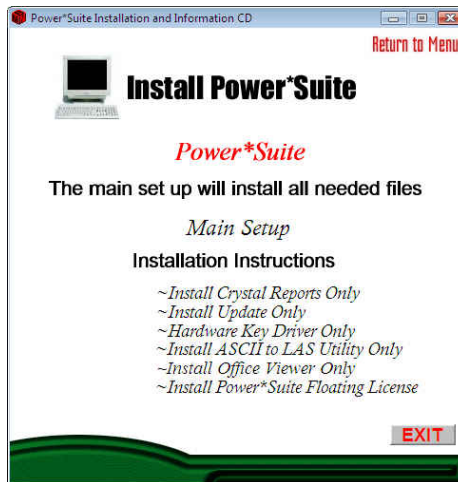 Power*Suite Installation and Information CD
Return to Menu
Install Power*Suite
Power*Suite
The main set up will install all needed files
Main Setup
Installation Instructions
~Install Crystal Reports Only
~Install Update Only
~Hardware Key Driver Only
~Install ASCII to LAS Utility Only
~Install Office Viewer Only
~Install Power*Suite Floating License
EXIT